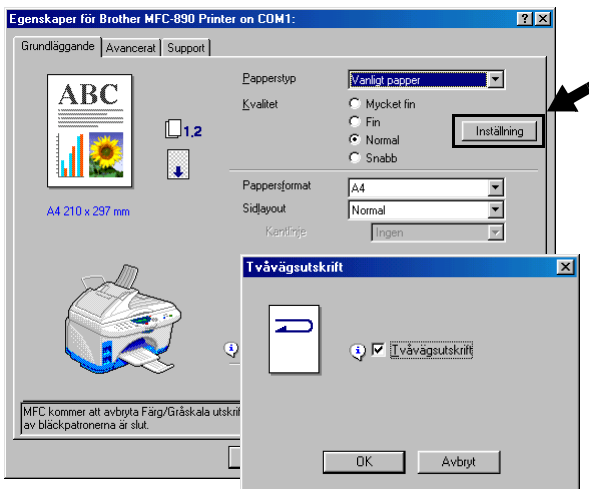 Egenskaper för Brother MFC-890 Printer on COM1:
Grundläggande Avancerat Support
ABC
1.2
A4 210 x 297 mm
Papperstyp Vanligt papper
Kvalitet Mycket fin
Fin
Normal
Snabb
Inställning
Pappersformat A4
Sidlayout Normal
Kantlinje Ingen
MFC kommer att avbryta Färg/Gråskala utskrif
av bläckpatronerna är slut.
Tvåvägsutskrift
Tvåvägsutskrift
OK Avbryt